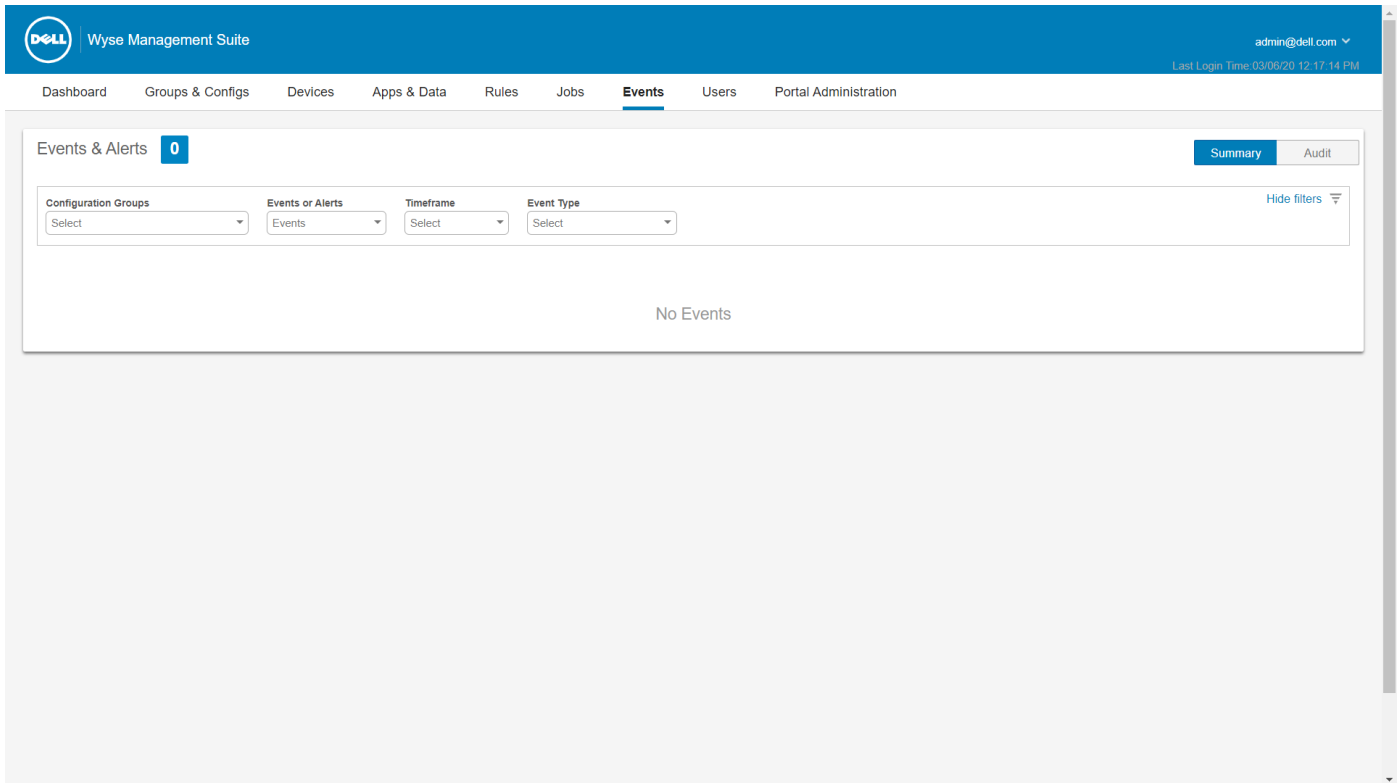 DELL Wyse Management Suite
admin@dell.com
Last Login Time:03/06/20 12:17:14 PM
Dashboard Groups & Configs Devices Apps & Data Rules Jobs Events Users Portal Administration
Events & Alerts 0
Summary Audit
Hide filters
Configuration Groups Events or Alerts Timeframe Event Type
Select Events Select Select
No Events